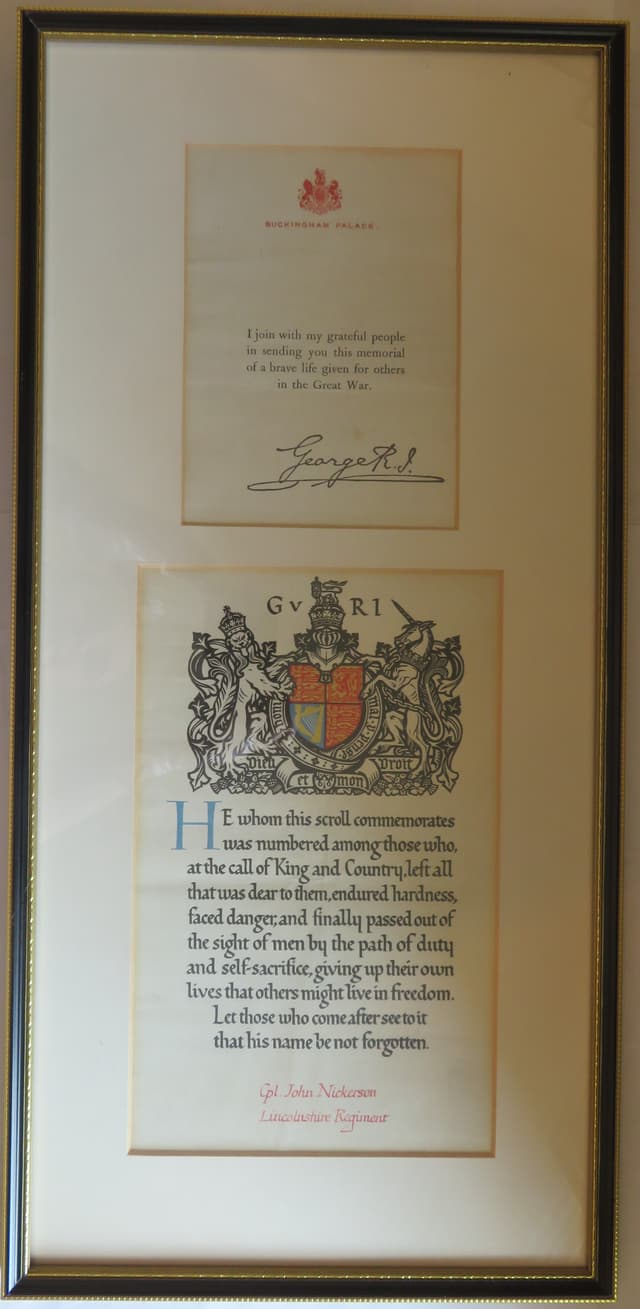 BUCKINGHAM PALACE.
I join with my grateful people
in sending you this memorial
of a brave life given for others
in the Great War.
George R.I.
G v R I
Honi soit qui mal y pense
Dieu et mon Droit
HE whom this scroll commemorates
was numbered among those who,
at the call of King and Country, left all
that was dear to them, endured hardness,
faced danger, and finally passed out of
the sight of men by the path of duty
and self-sacrifice, giving up their own
lives that others might live in freedom.
Let those who come after see to it
that his name be not forgotten.
Cpl. John Nickerson
Lincolnshire Regiment